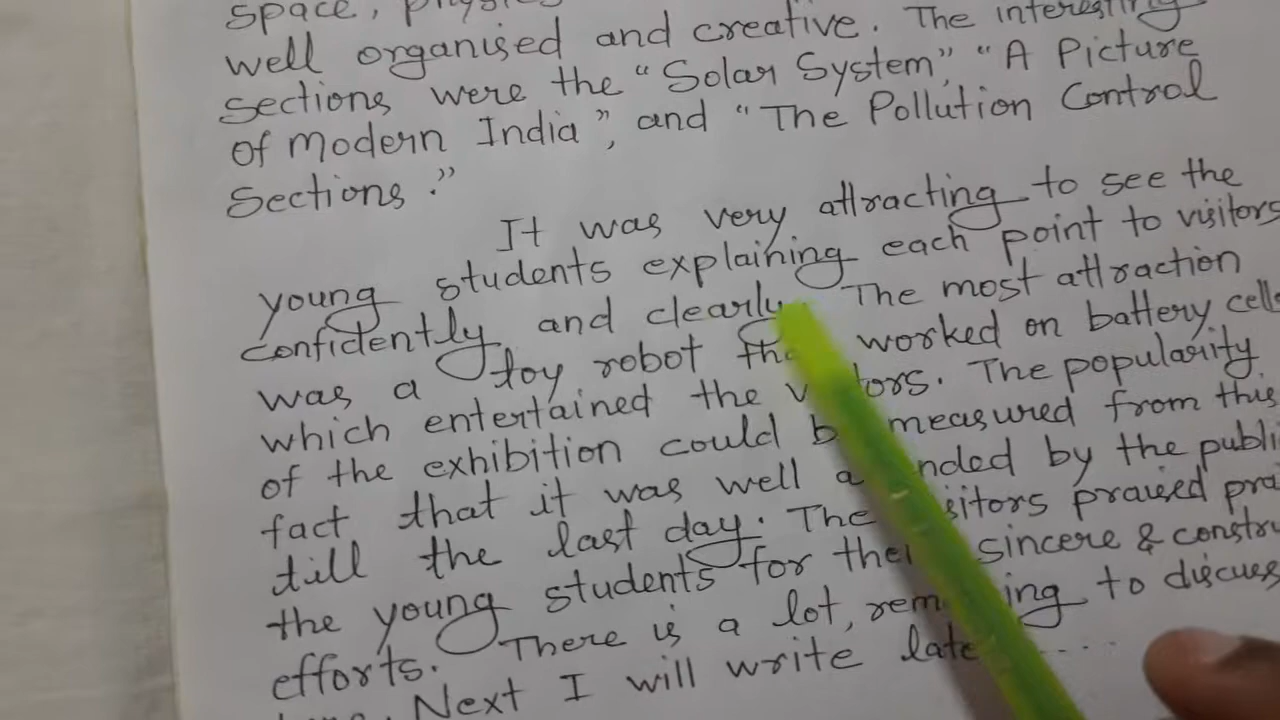 space,
well organised and creative. The interesting
sections were the "Solar System", "A Picture
of Modern India", and "The Pollution Control
Sections."
It was very attracting to see the
young students explaining each point to visitors
confidently and clearly. The most attraction
was a toy robot worked on battery cells
which entertained the The popularity
of the exhibition could measured from this
fact that it was well by the
till the last day. The praised
the young students for sincere &
efforts. There is a lot, to discuss
Next I will write